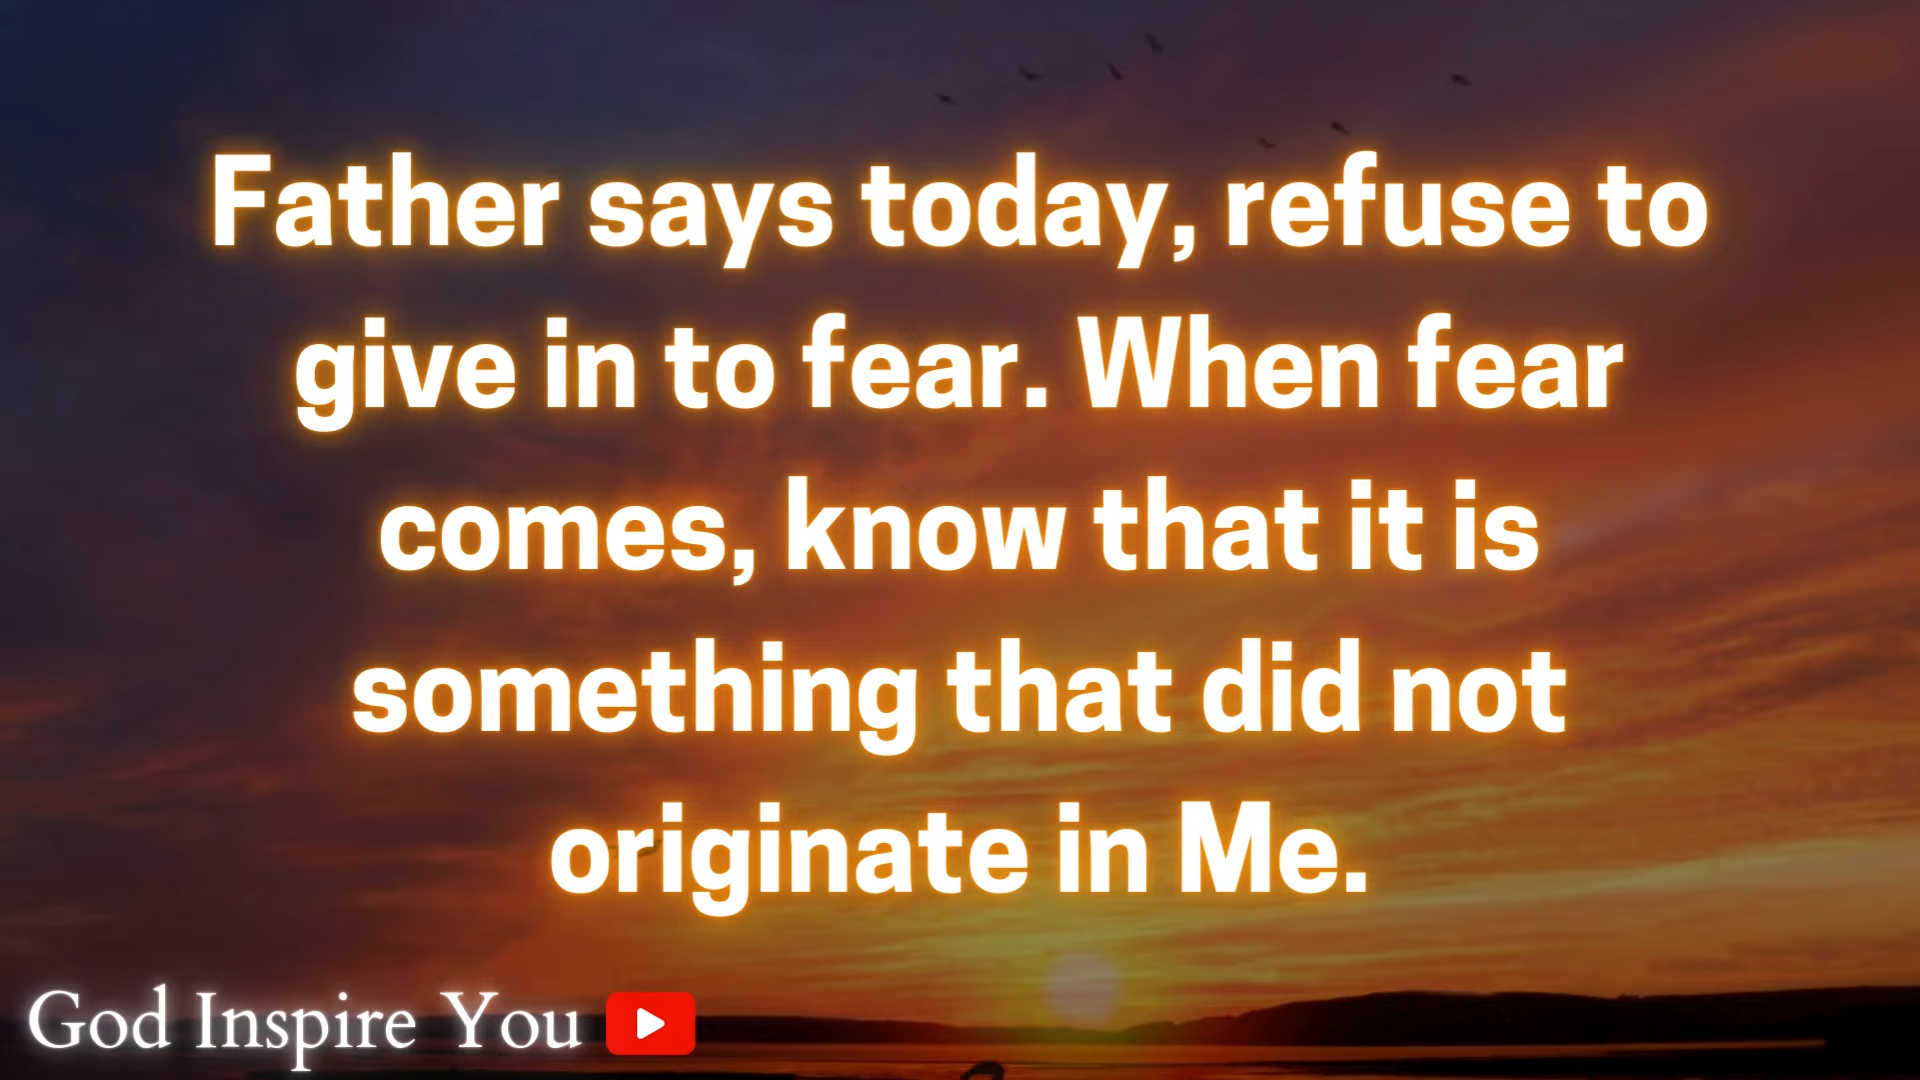 Father says today, refuse to
give in to fear. When fear
comes, know that it is
something that did not
originate in Me.
God Inspire You